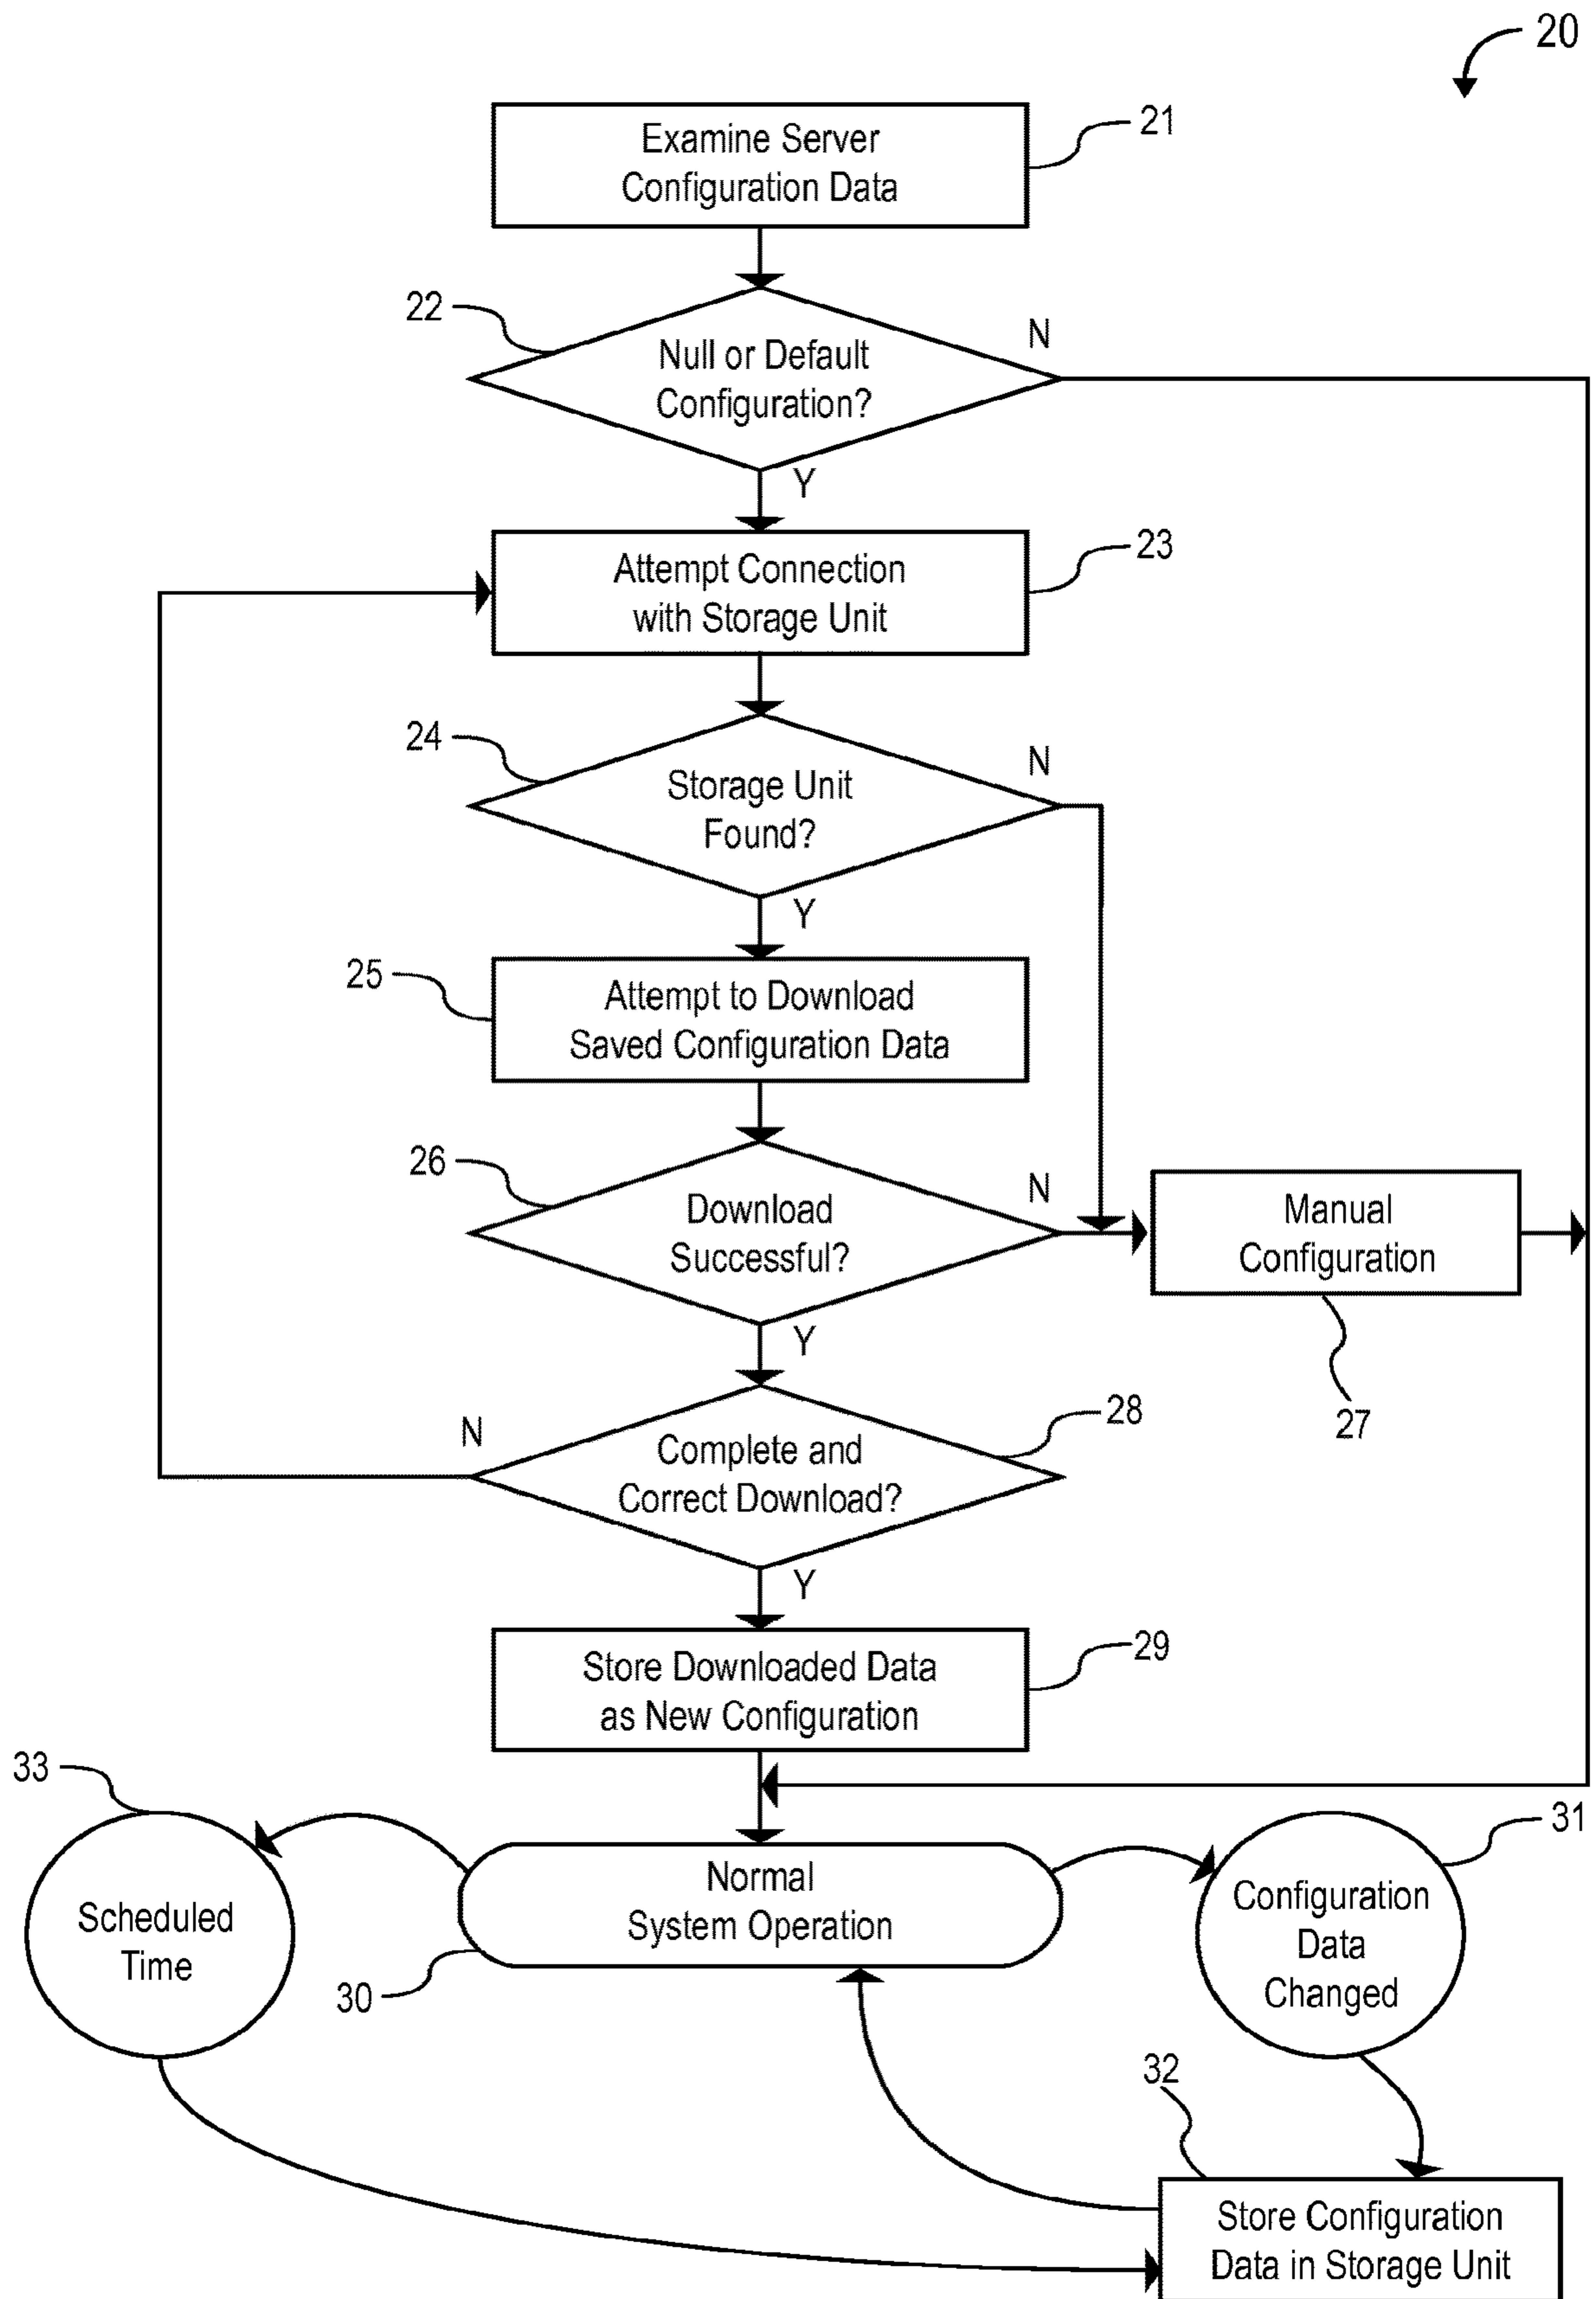 20
Examine Server
Configuration Data
21
22
Null or Default
Configuration?
N
Y
Attempt Connection
with Storage Unit
23
24
Storage Unit
Found?
N
Y
25
Attempt to Download
Saved Configuration Data
26
Download
Successful?
N
Manual
Configuration
27
Y
Complete and
Correct Download?
28
N
Y
Store Downloaded Data
as New Configuration
29
33
Scheduled
Time
Normal
System Operation
30
31
Configuration
Data
Changed
32
Store Configuration
Data in Storage Unit